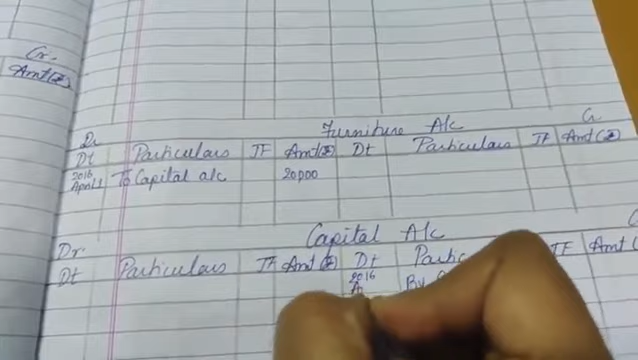 Cr.
Amt(₹)
Furniture A/c
Dr Cr
Dt Particulars JF Amt(₹) Dt Particulars JF Amt(₹)
2016
April 1 To Capital a/c 20000
Capital A/c
Dr.
Dt Particulars JF Amt(₹) Dt JF Amt(
2016
By